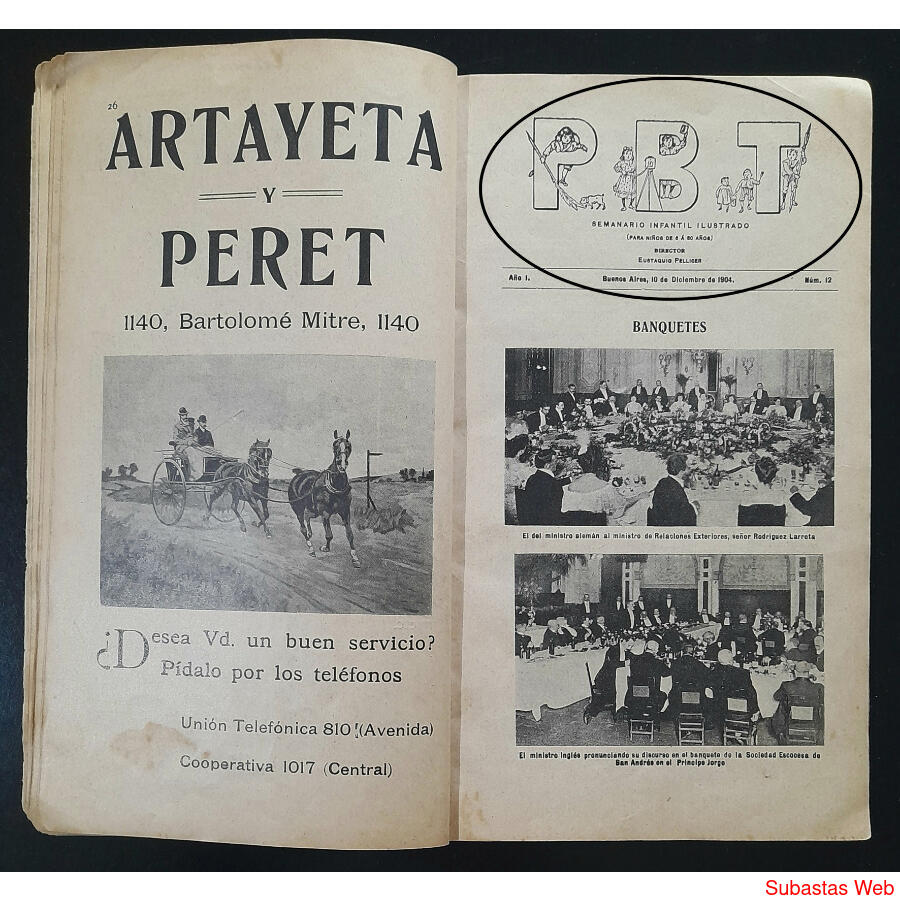 26
ARTAYETA
Y
PERET
1140, Bartolomé Mitre, 1140
¿Desea Vd. un buen servicio?
Pídalo por los teléfonos
Unión Telefónica 810 (Avenida)
Cooperativa 1017 (Central)
PBT
SEMANARIO INFANTIL ILUSTRADO
(PARA NIÑOS DE 6 Á 80 AÑOS)
DIRECTOR
EUSTAQUIO PELLICER
Año I. Buenos Aires, 10 de Diciembre de 1904. Núm. 12
BANQUETES
El del ministro alemán al ministro de Relaciones Exteriores, señor Rodríguez Larreta
El ministro inglés pronunciando su discurso en el banquete de la Sociedad Escocesa de
San Andrés en el Príncipe Jorge
Subastas Web